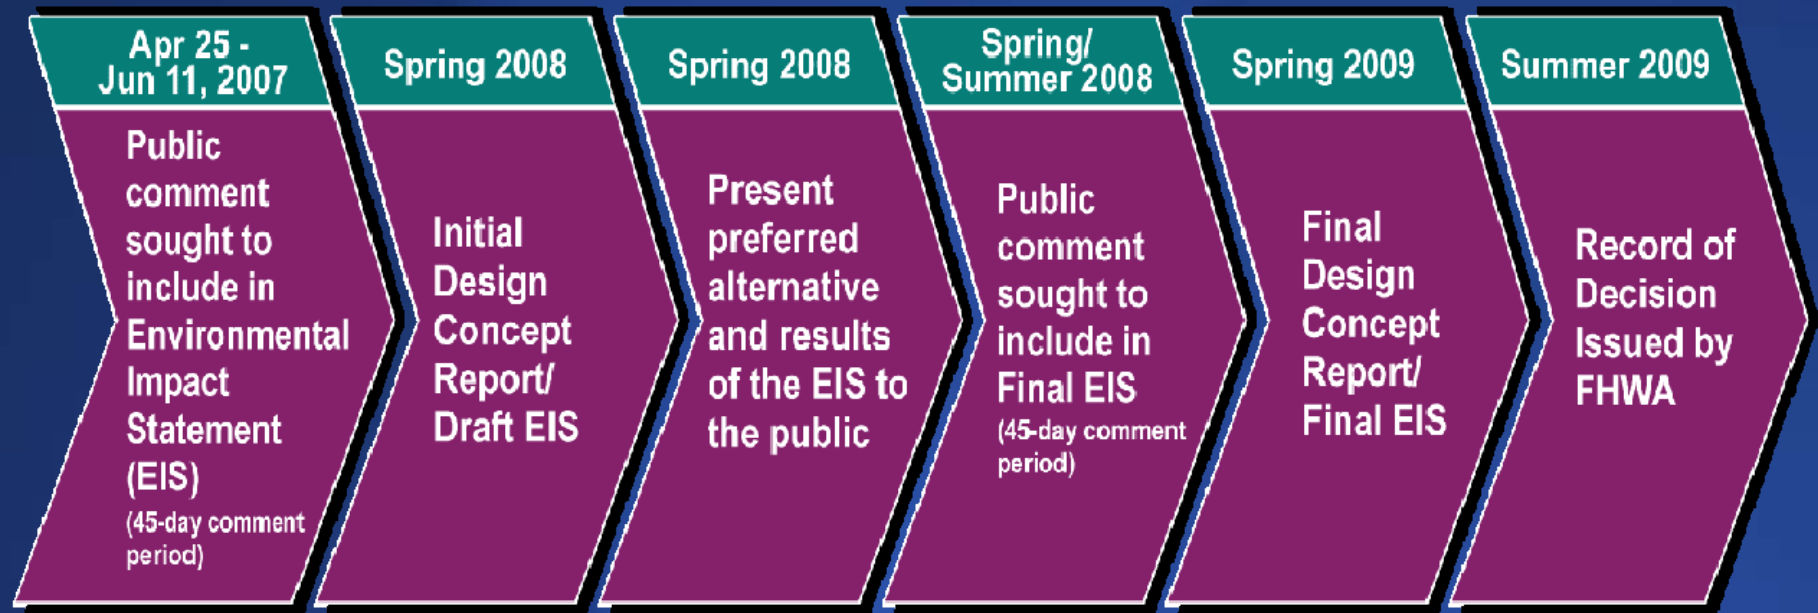 Apr 25 -
Jun 11, 2007
Public
comment
sought to
include in
Environmental
Impact
Statement
(EIS)
(45-day comment
period)
Spring 2008
Initial
Design
Concept
Report/
Draft EIS
Spring 2008
Present
preferred
alternative
and results
of the EIS to
the public
Spring/
Summer 2008
Public
comment
sought to
include in
Final EIS
(45-day comment
period)
Spring 2009
Final
Design
Concept
Report/
Final EIS
Summer 2009
Record of
Decision
Issued by
FHWA